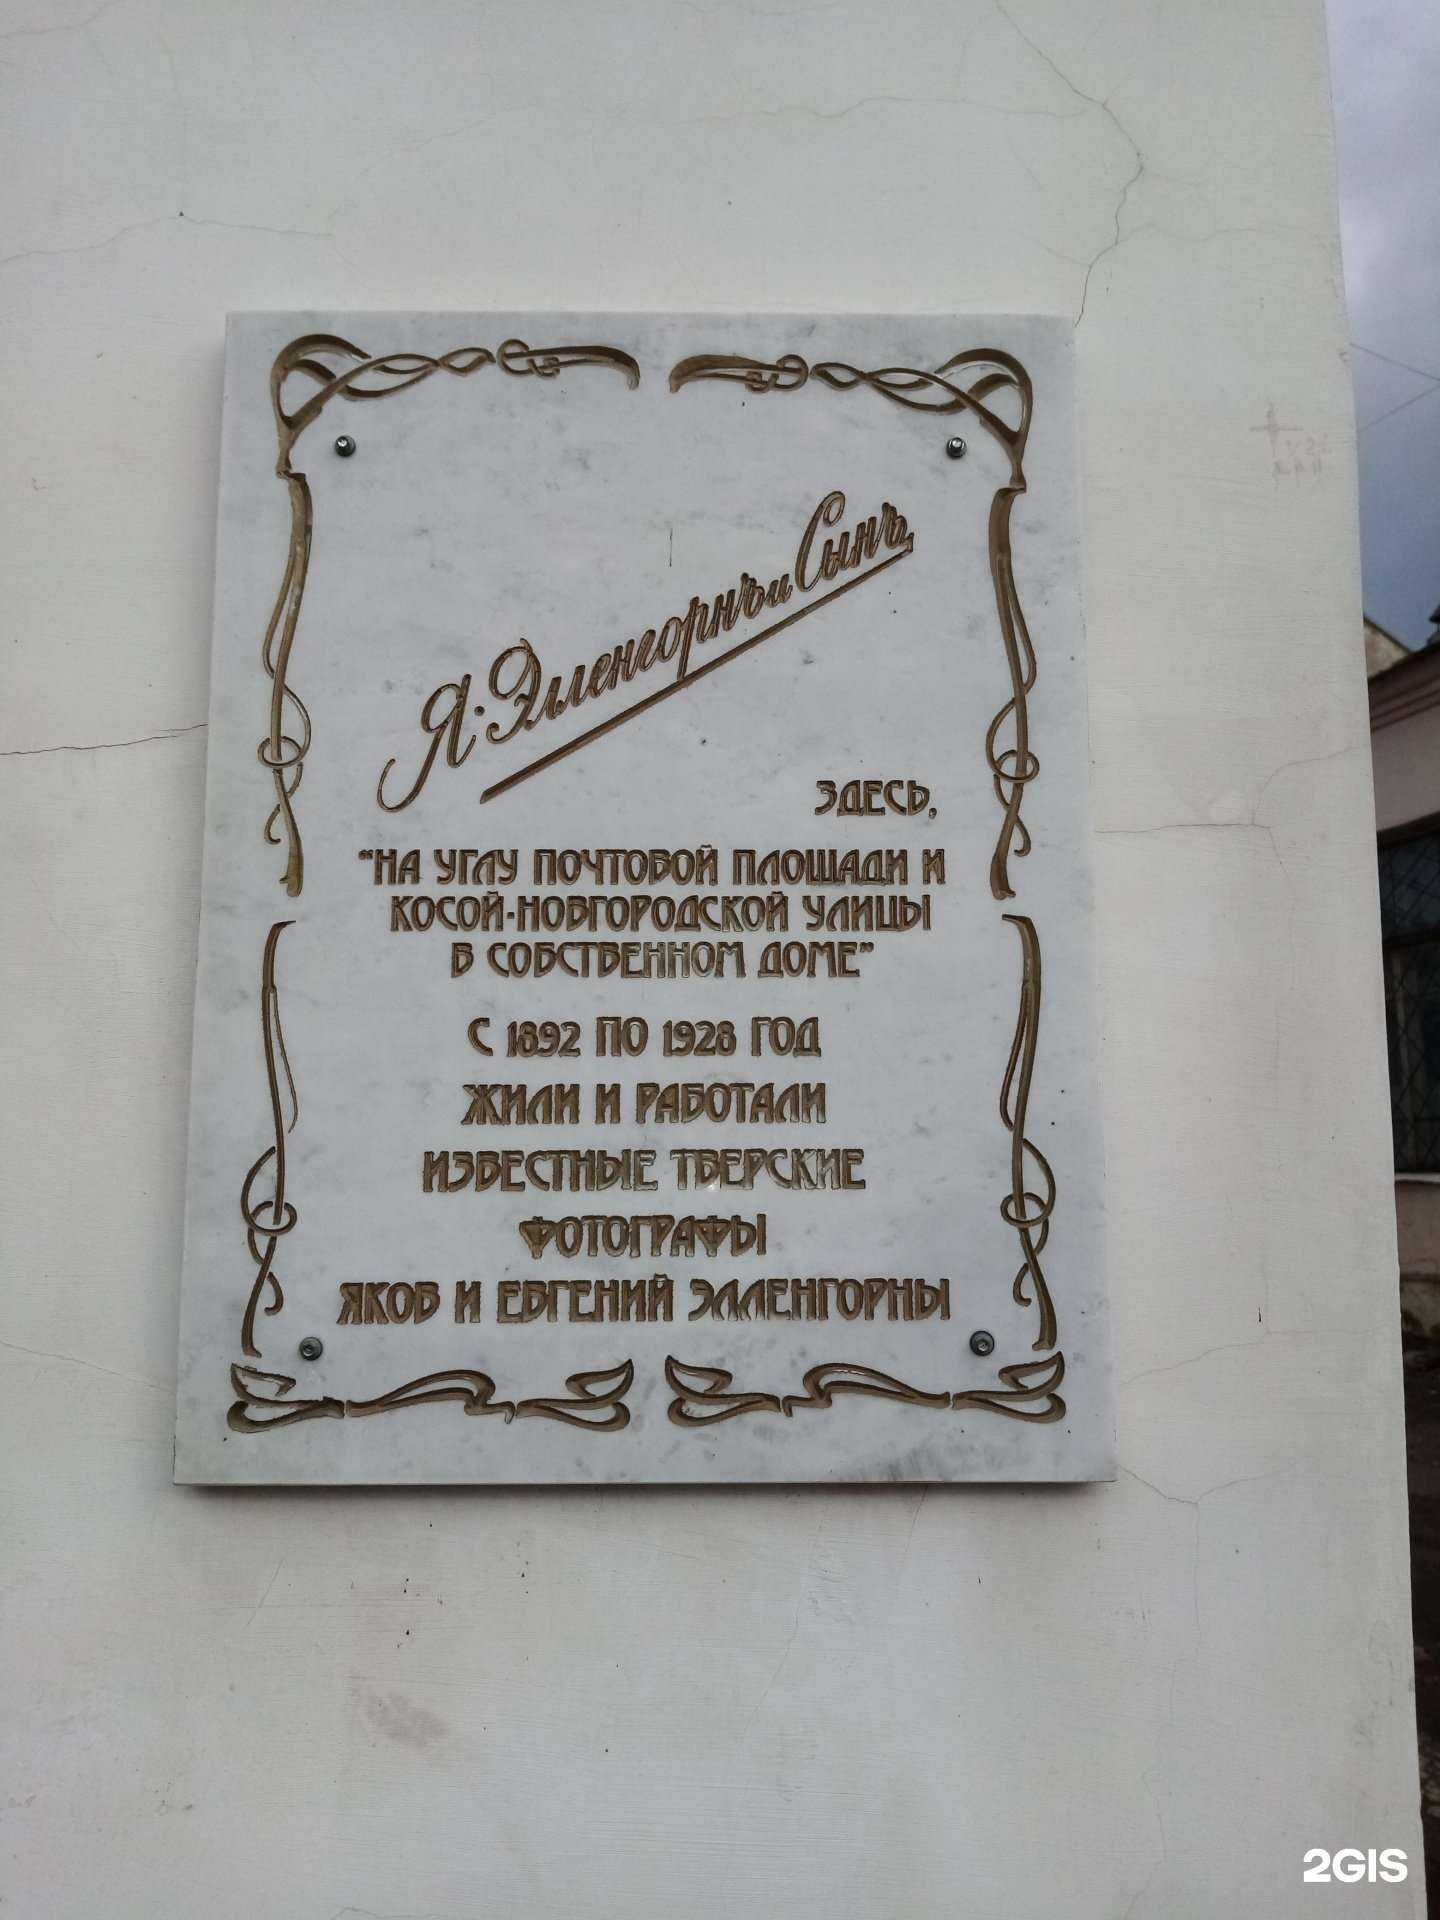 Я. Элленгорнъ и Сынъ
ЗДЕСЬ,
“НА УГЛУ ПОЧТОВОЙ ПЛОЩАДИ И
КОСОЙ-НОВГОРОДСКОЙ УЛИЦЫ
В СОБСТВЕННОМ ДОМЕ”
С 1892 ПО 1928 ГОД
ЖИЛИ И РАБОТАЛИ
ИЗВЕСТНЫЕ ТВЕРСКИЕ
ФОТОГРАФЫ
ЯКОВ И ЕВГЕНИЙ ЭЛЛЕНГОРНЫ
2GIS